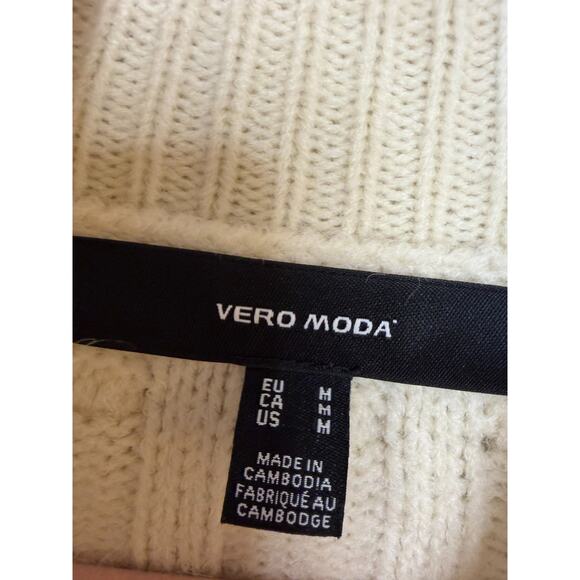 VERO MODA
EU M
CA M
US M
MADE IN
CAMBODIA
FABRIQUÉ AU
CAMBODGE